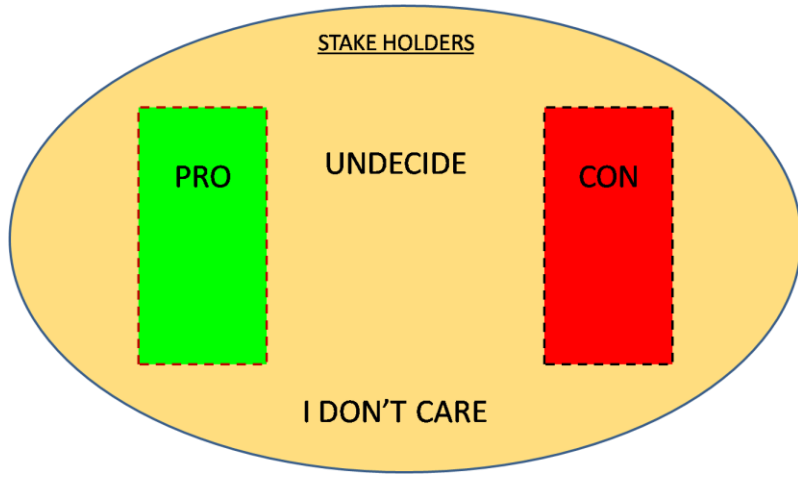 STAKE HOLDERS
PRO
UNDECIDE
CON
I DON'T CARE